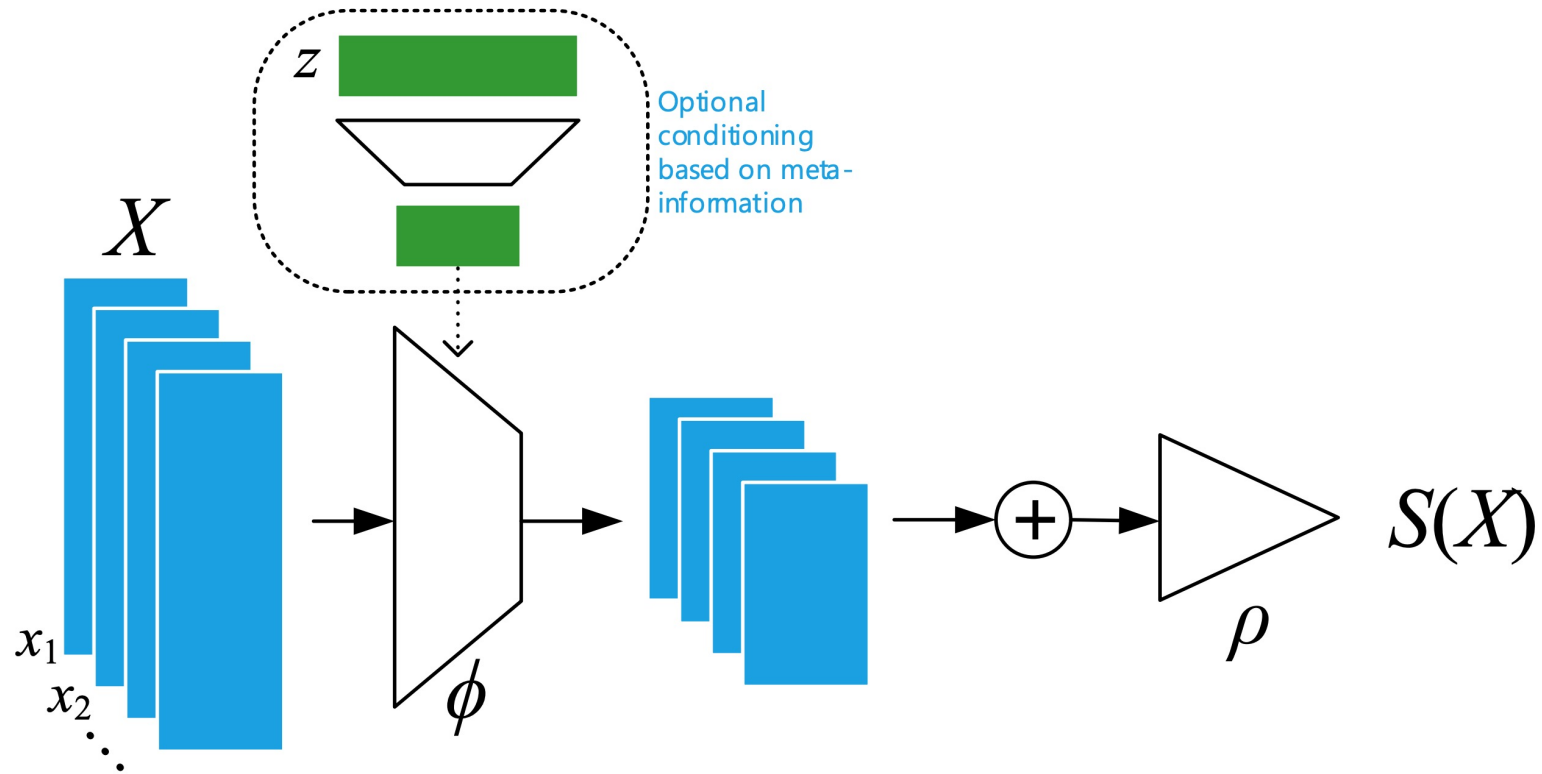 z
Optional
conditioning
based on meta-
information
X
x₁
x₂
⋱
ϕ
+
ρ
S(X)